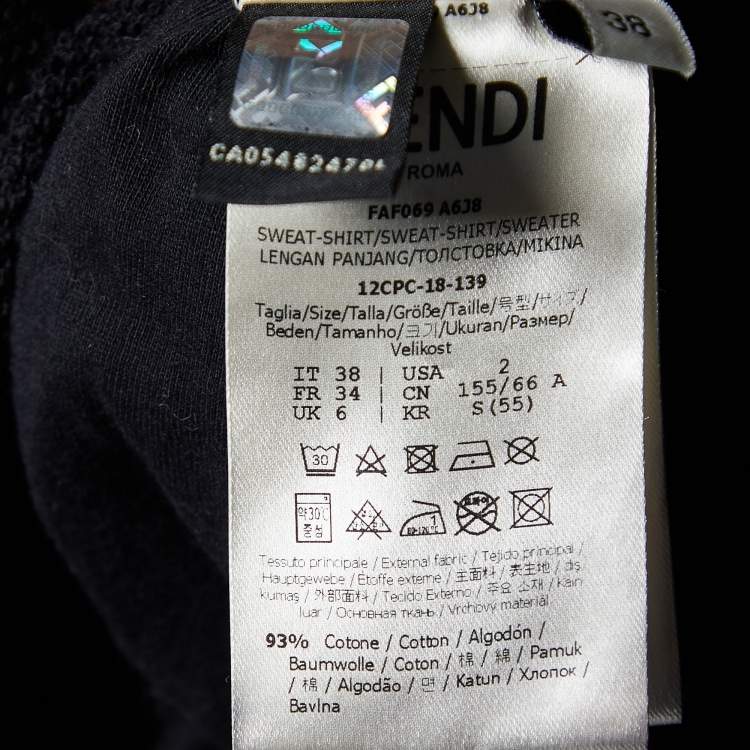 A6J8
38
ENDI
ROMA
FAF069 A6J8
SWEAT-SHIRT/SWEAT-SHIRT/SWEATER
LENGAN PANJANG/ТОЛСТОВКА/MIKINA
12CPC-18-139
Taglia/Size/Talla/Größe/Taille/号型/サイズ/
Beden/Tamanho/크기/Ukuran/Размер/
Velikost
IT 38 | USA 2
FR 34 | CN 155/66 A
UK 6 | KR S(55)
30
약30℃
중성
Tessuto principale / External fabric / Tejido principal /
Hauptgewebe / Étoffe externe / 主面料 / 表生地 / dış
kumaş / 外部面料 / Tecido Externo / 주요 소재 / Kain
luar / Основная ткань / Vrchový materiál
93% Cotone / Cotton / Algodón /
Baumwolle / Coton / 棉 / 綿 / Pamuk
/ 棉 / Algodão / 면 / Katun / Хлопок /
Bavlna